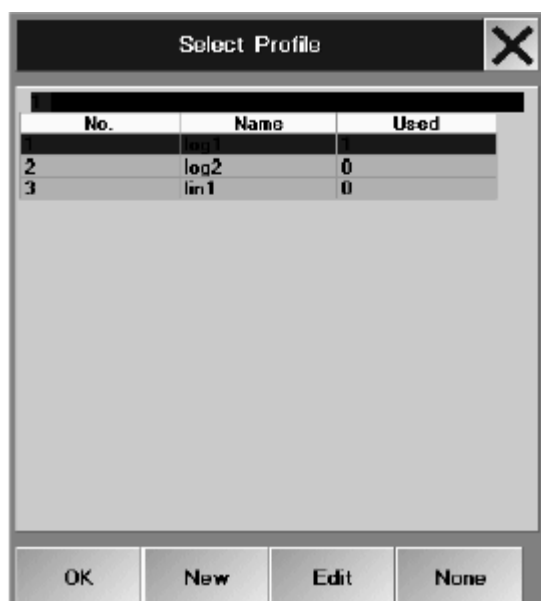 Select Profile
1
No. Name Used
1 log1 1
2 log2 0
3 lin1 0
OK New Edit None